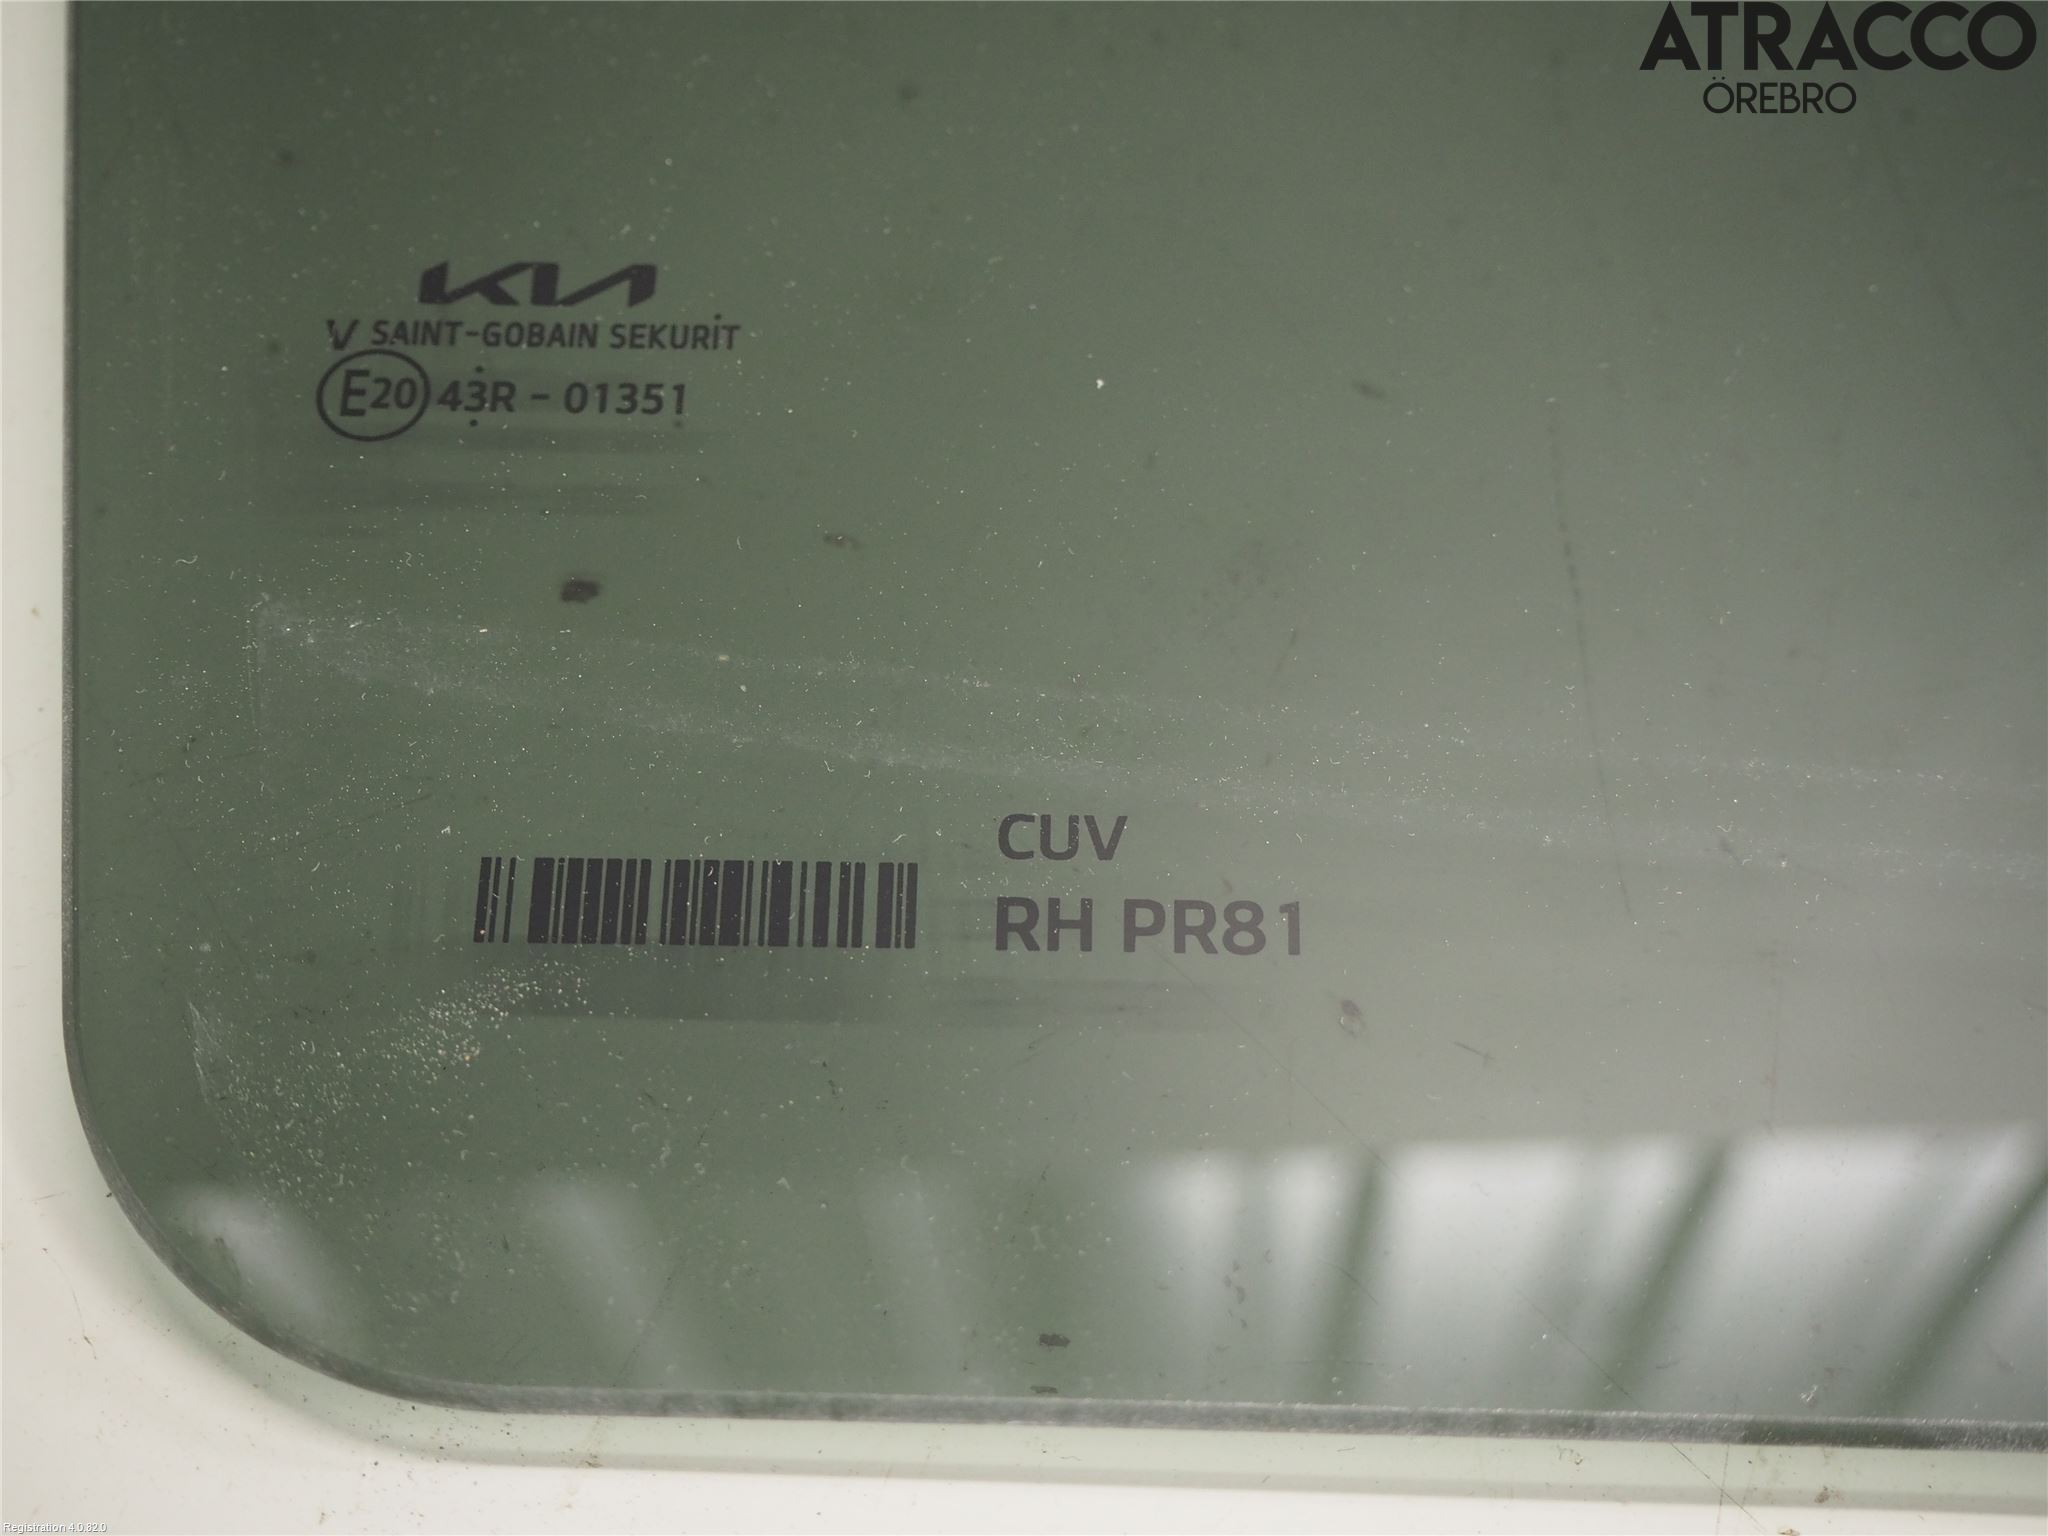 ATRACCO
ÖREBRO
KIA
V SAINT-GOBAIN SEKURIT
E20 43R - 01351
CUV
RH PR81
Registration 4.0.82.0